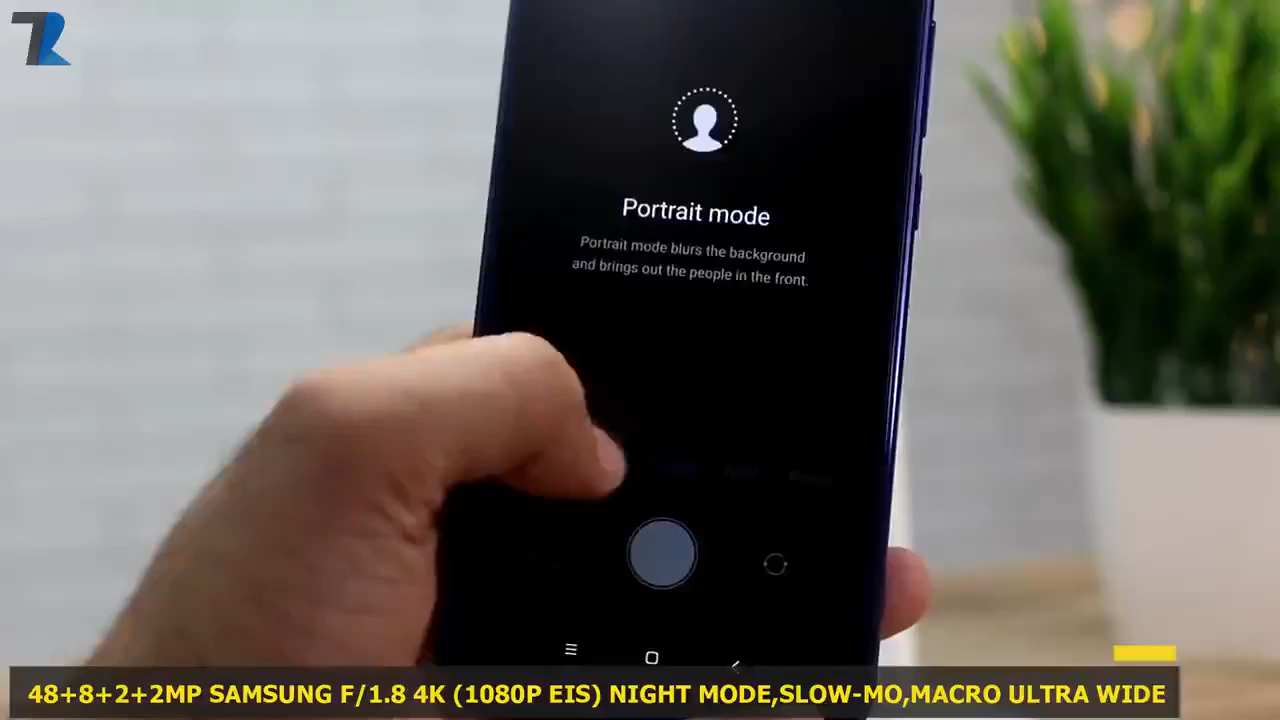 Portrait mode
Portrait mode blurs the background
and brings out the people in the front.
48+8+2+2MP SAMSUNG F/1.8 4K (1080P EIS) NIGHT MODE,SLOW-MO,MACRO ULTRA WIDE